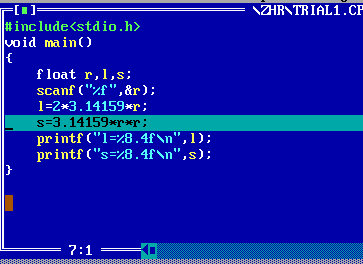 [■] \ZHR\TRIAL1.CP
#include<stdio.h>
void main()
{
float r,l,s;
scanf("%f",&r);
l=2*3.14159*r;
s=3.14159*r*r;
printf("l=%8.4f\n",l);
printf("s=%8.4f\n",s);
}
7:1